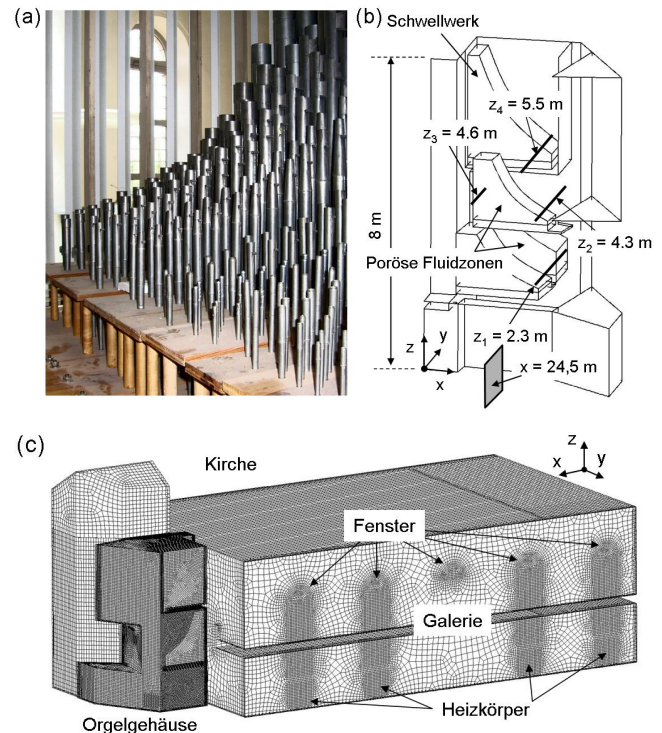 (a)
(b)
Schwellwerk
z4 = 5.5 m
z3 = 4.6 m
8 m
z2 = 4.3 m
Poröse Fluidzonen
z1 = 2.3 m
z
y
x
x = 24,5 m
(c)
Kirche
z
x
y
Fenster
Galerie
Heizkörper
Orgelgehäuse